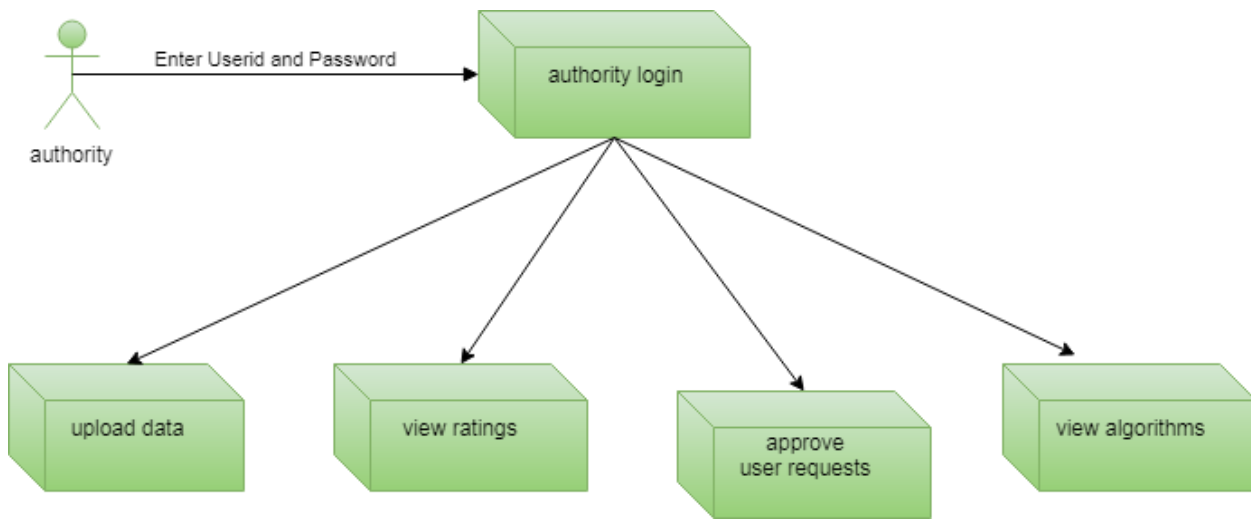 Enter Userid and Password
authority login
authority
upload data
view ratings
approve
user requests
view algorithms